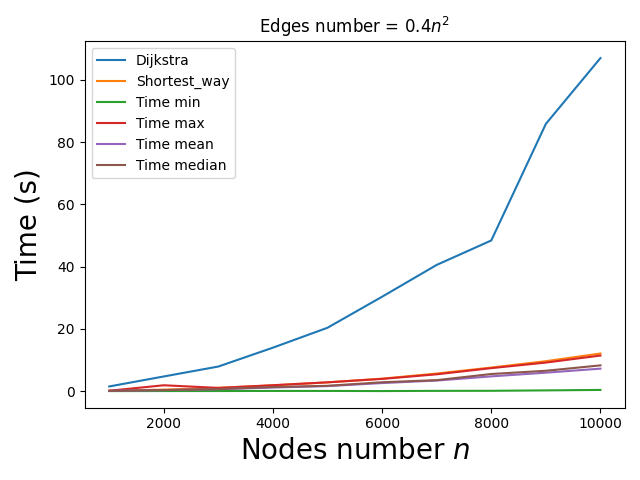 Edges number = 0.4n²
Dijkstra
Shortest_way
Time min
Time max
Time mean
Time median
Time (s)
100
80
60
40
20
0
2000 4000 6000 8000 10000
Nodes number n